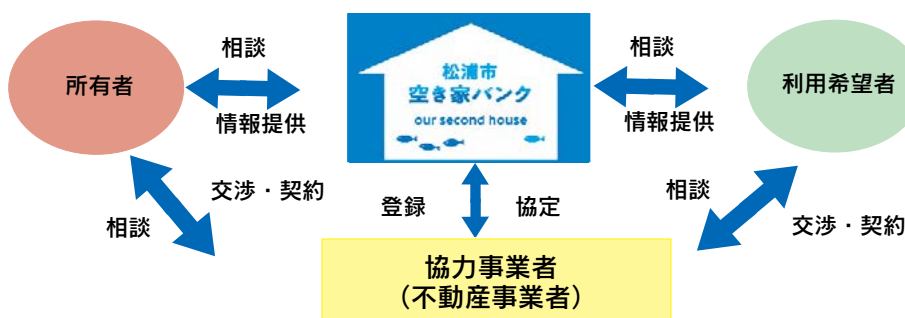 相談
相談
所有者
松浦市
空き家バンク
our second house
利用希望者
情報提供
情報提供
交渉・契約
登録
協定
相談
相談
交渉・契約
協力事業者
(不動産事業者)